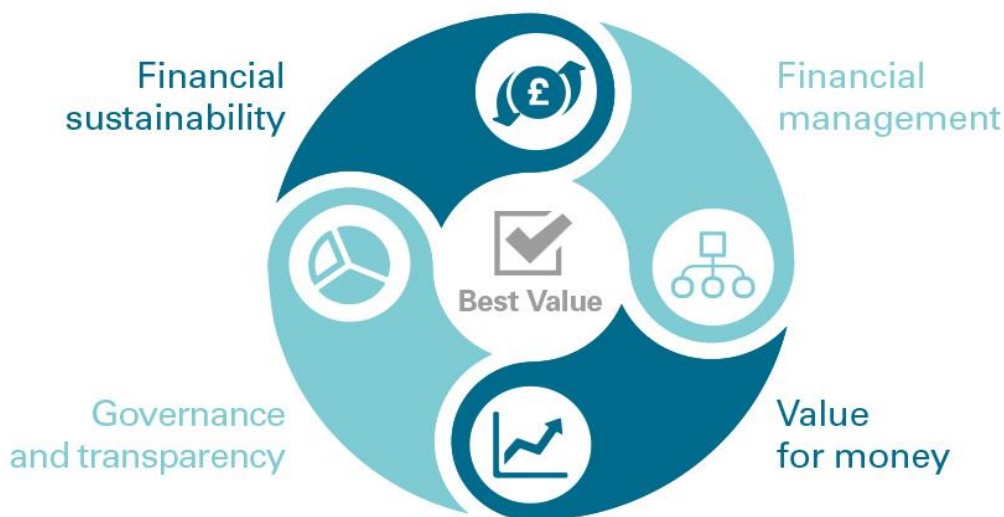 Financial
sustainability
Financial
management
£
Best Value
Governance
and transparency
Value
for money